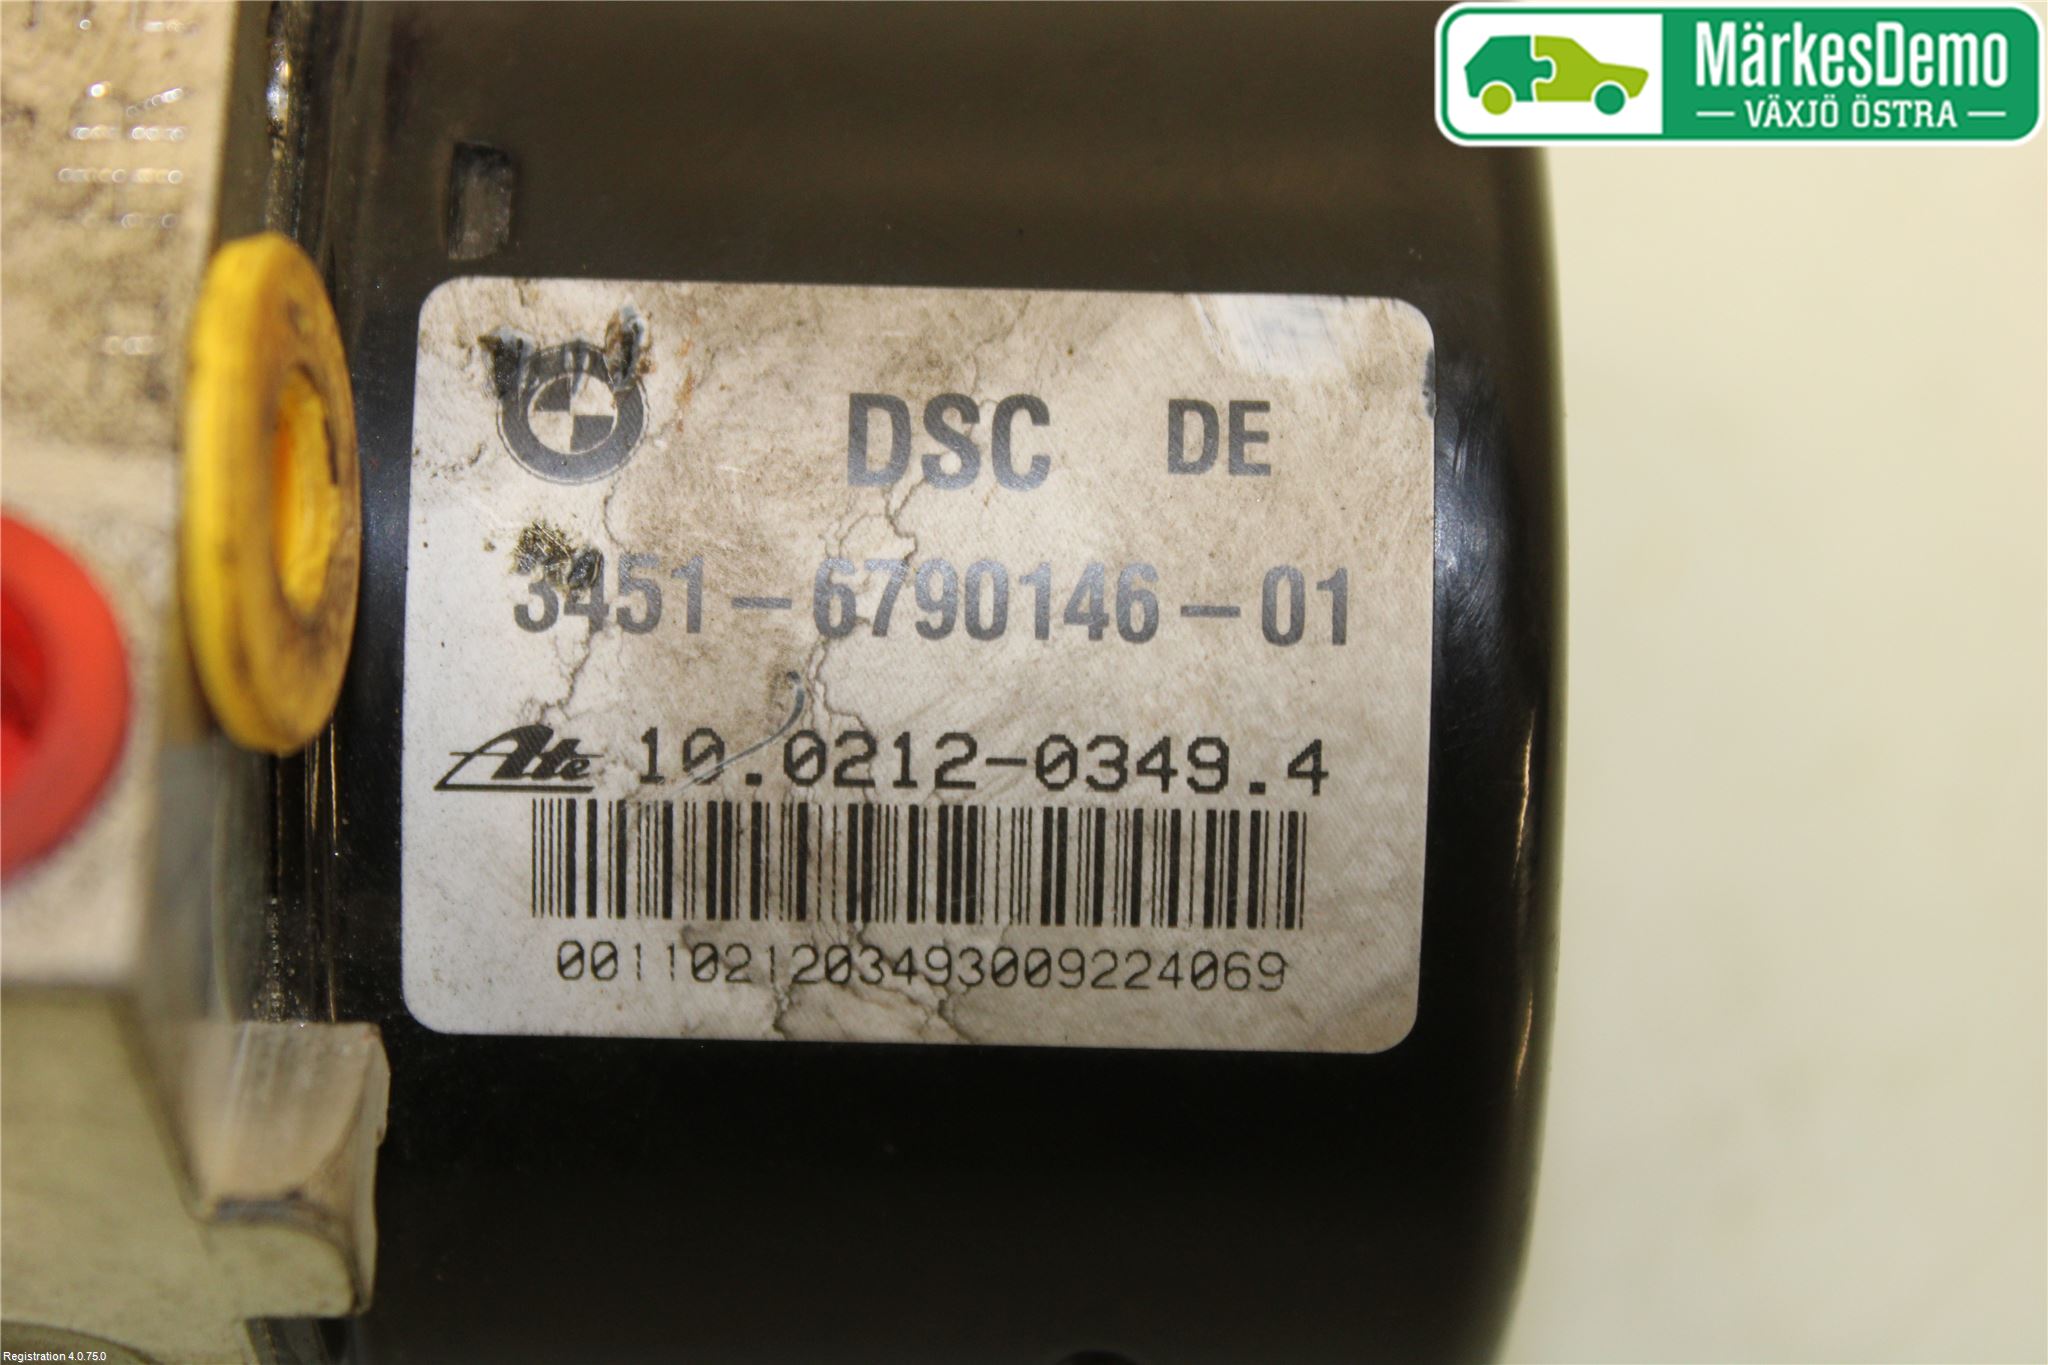 MärkesDemo
VÄXJÖ ÖSTRA
DSC DE
3451-6790146-01
Ate 10.0212-0349.4
0011021203493009224069
Registration 4.0.75.0